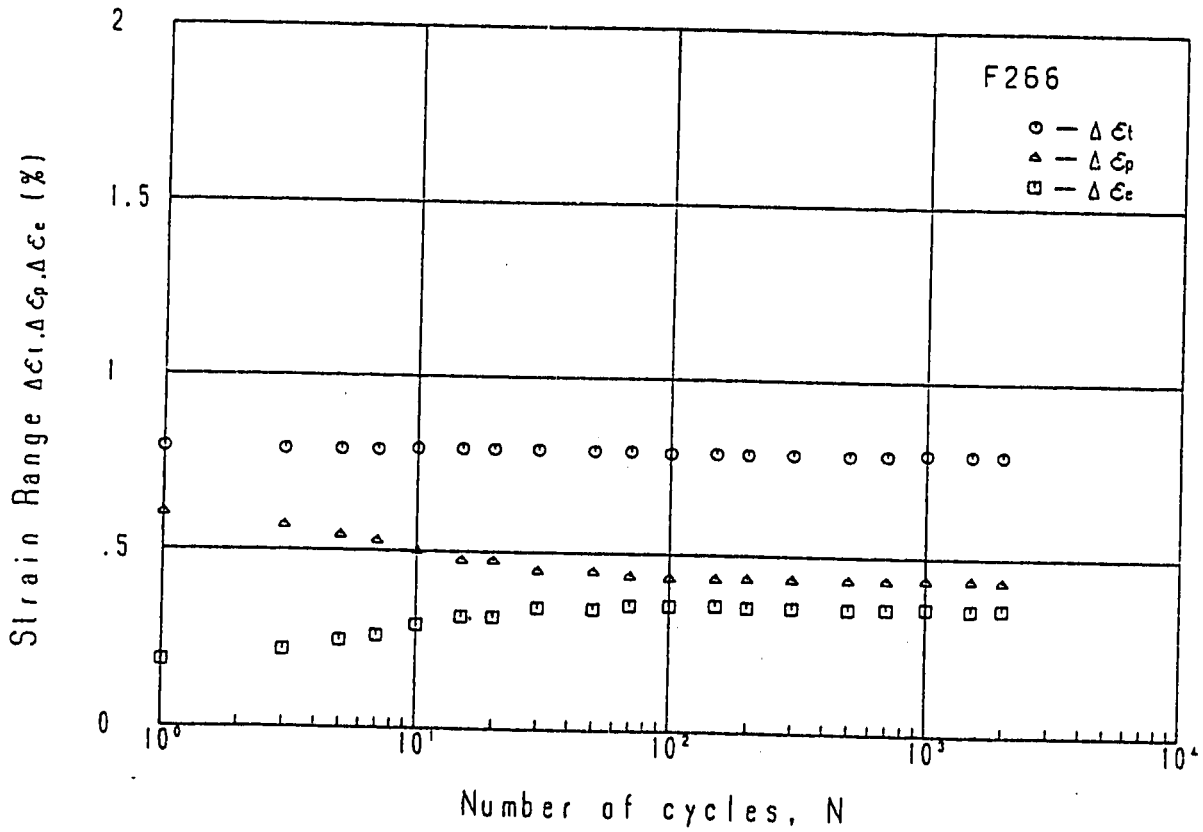 2
1.5
1
.5
0
Strain Range Δεt.Δεp.Δεe (%)
F266
⊙ — Δ εt
△ — Δ εp
⊡ — Δ εe
10⁰
10¹
10²
10³
10⁴
Number of cycles, N